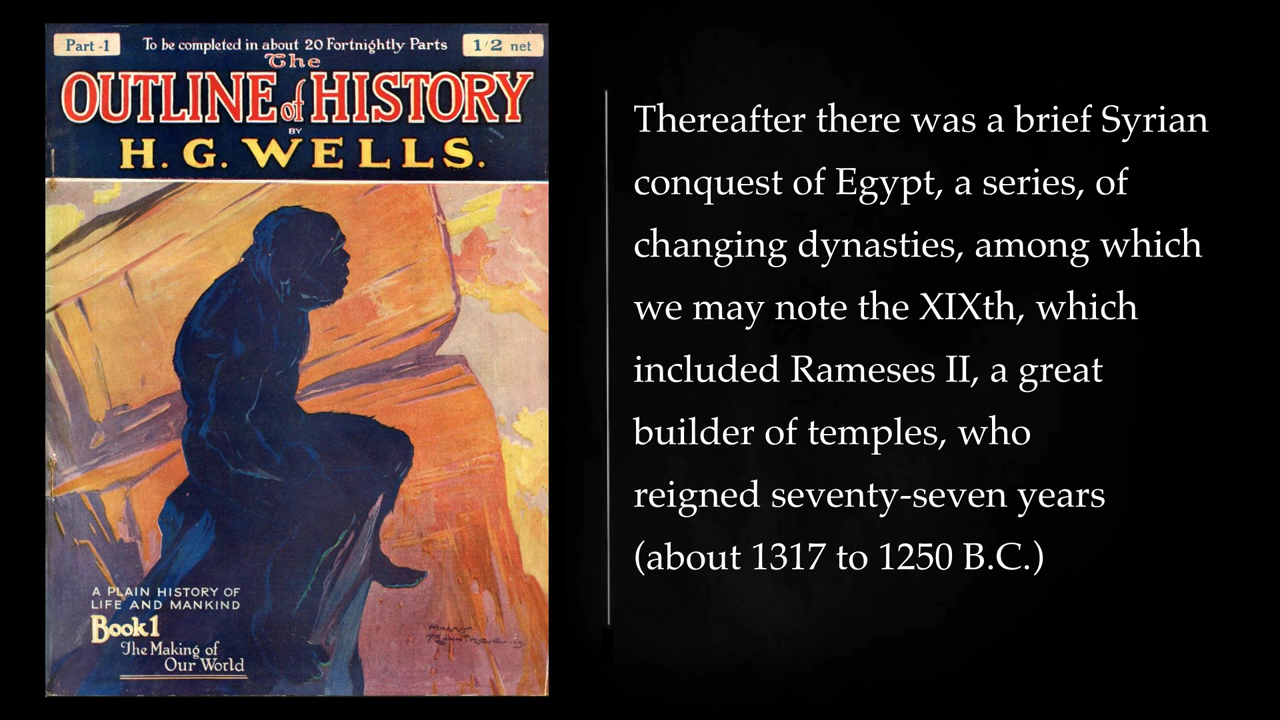 Part -1
To be completed in about 20 Fortnightly Parts
1/2 net
The
OUTLINE of HISTORY
BY
H. G. WELLS.
A PLAIN HISTORY OF
LIFE AND MANKIND
Book 1
The Making of
Our World
Thereafter there was a brief Syrian
conquest of Egypt, a series, of
changing dynasties, among which
we may note the XIXth, which
included Rameses II, a great
builder of temples, who
reigned seventy-seven years
(about 1317 to 1250 B.C.)